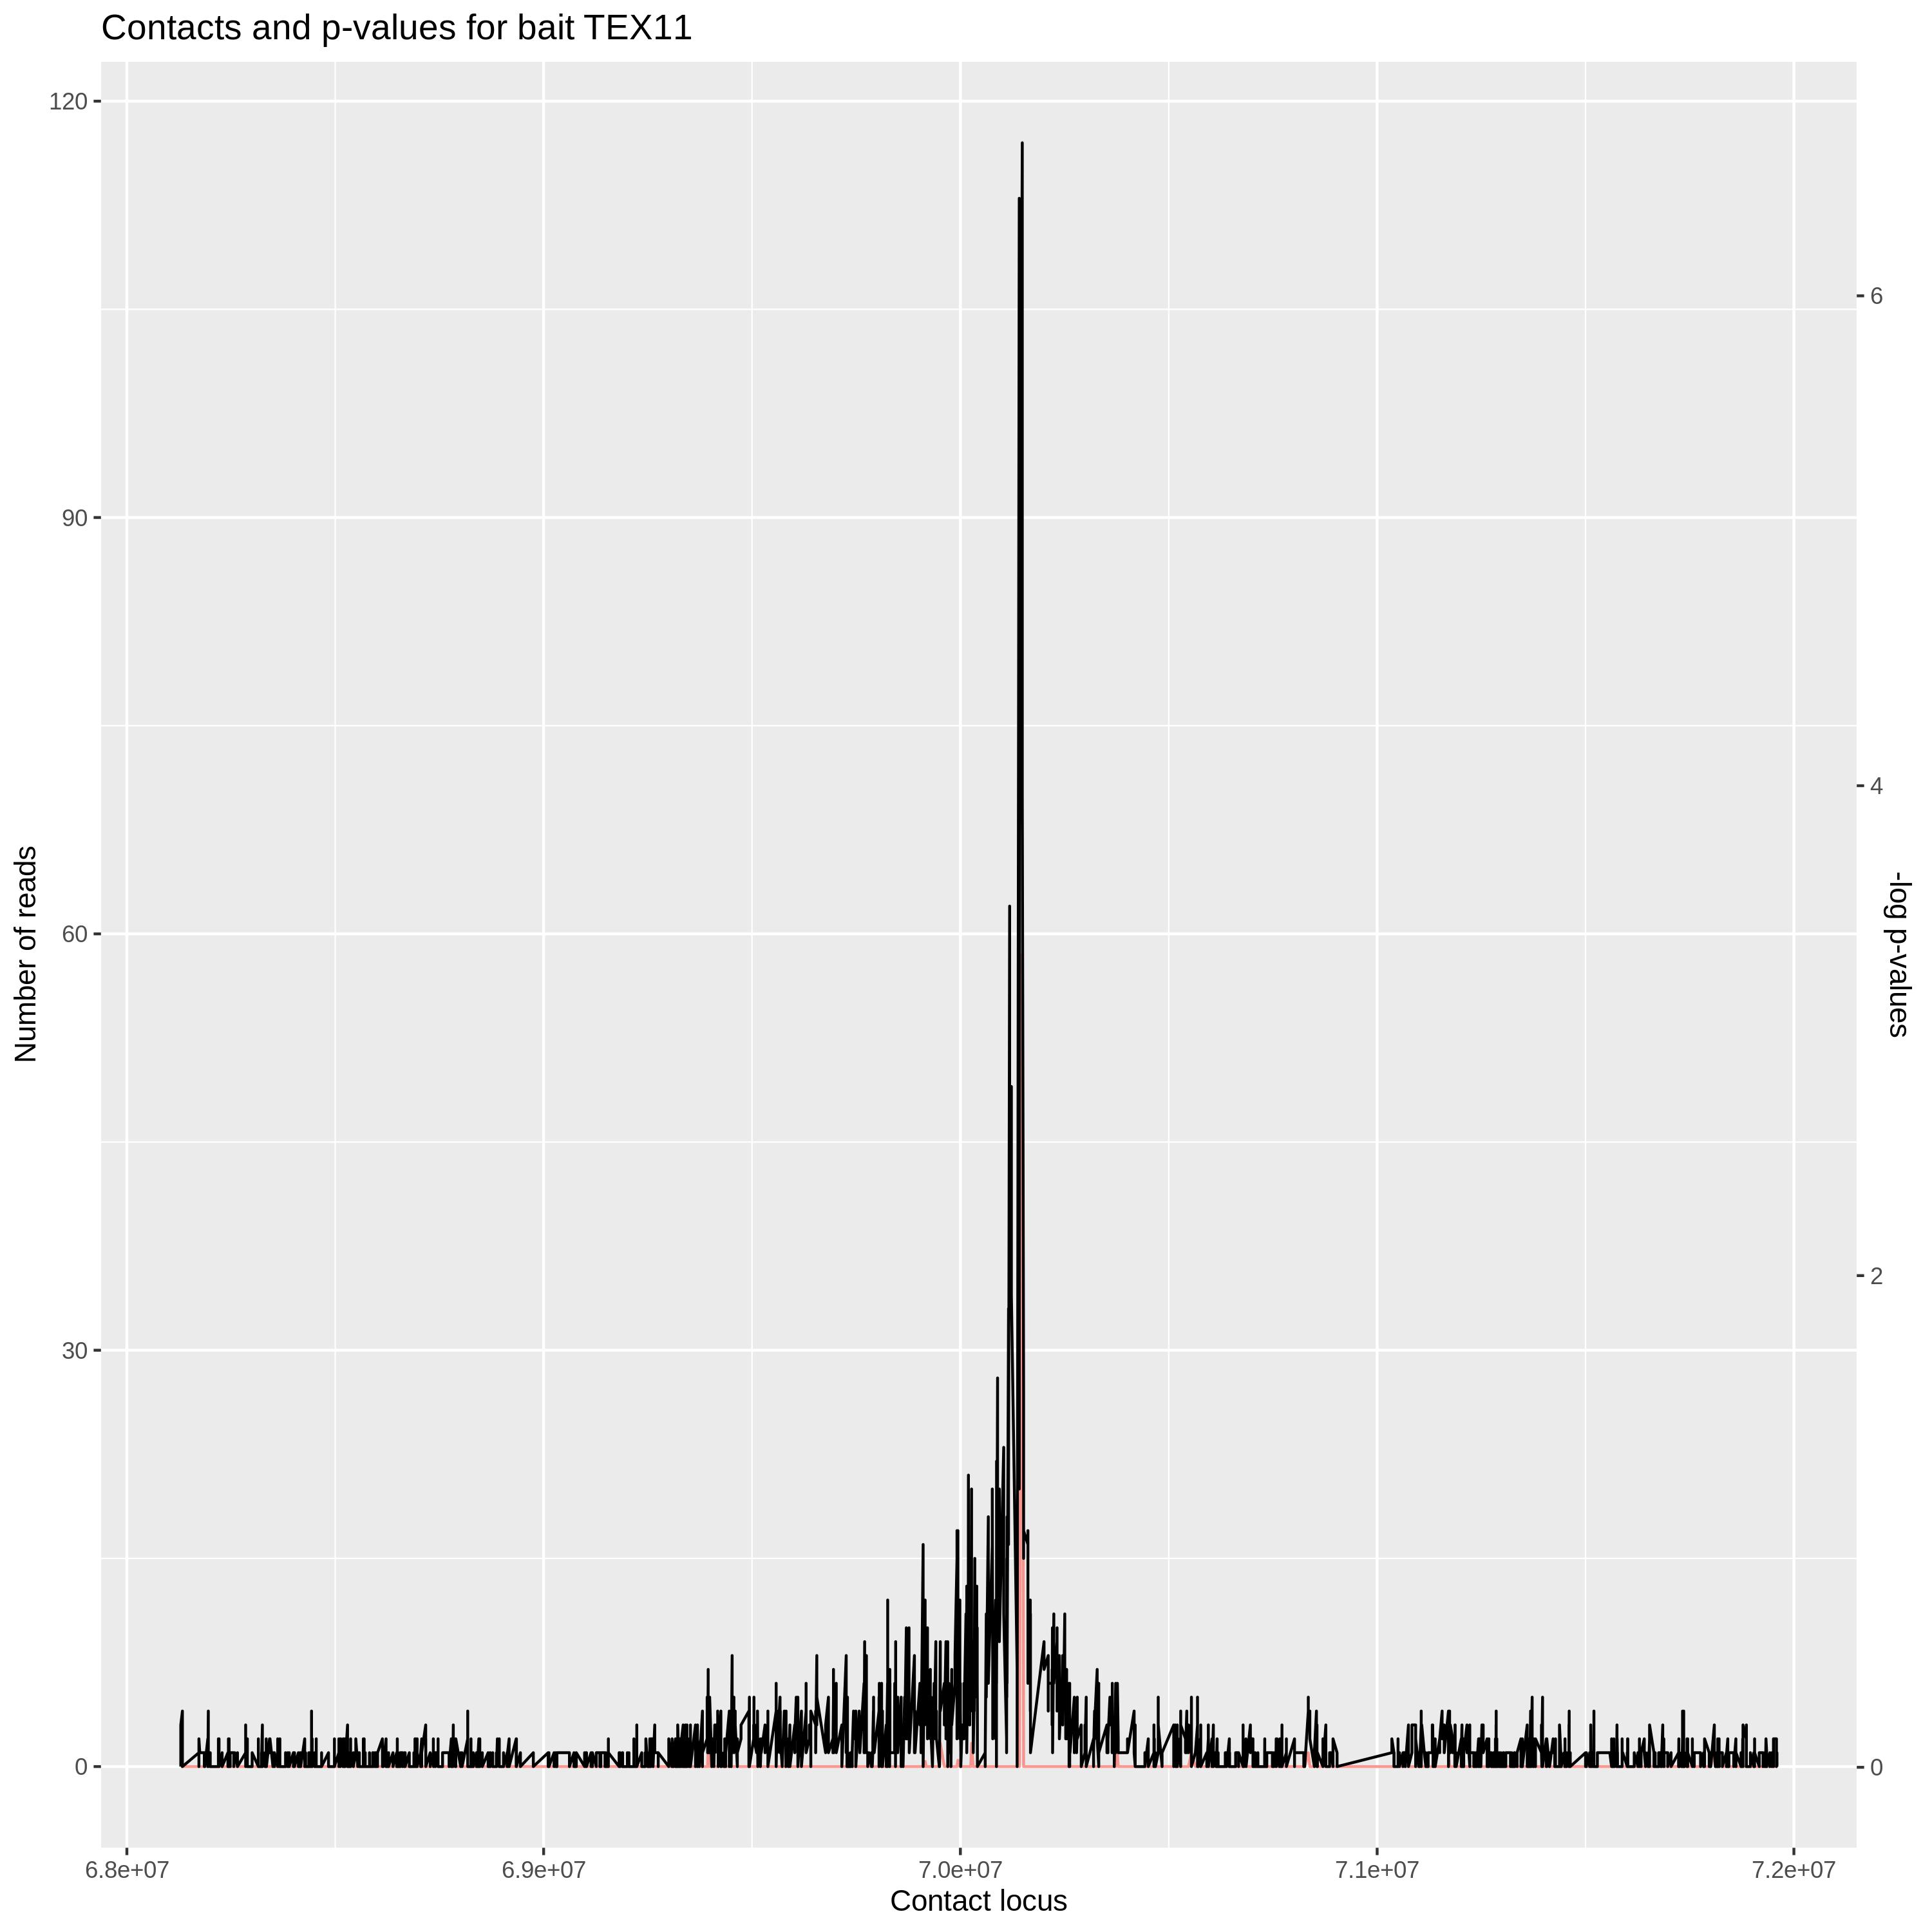 Contacts and p-values for bait TEX11
120
90
60
30
0
Number of reads
6
4
2
0
-log p-values
6.8e+07
6.9e+07
7.0e+07
7.1e+07
7.2e+07
Contact locus